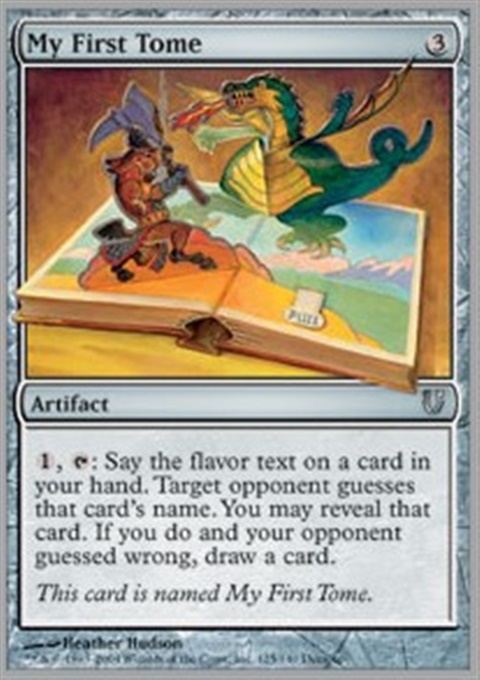 My First Tome 3
PULL
Artifact
1, T: Say the flavor text on a card in
your hand. Target opponent guesses
that card's name. You may reveal that
card. If you do and your opponent
guessed wrong, draw a card.
This card is named My First Tome.
Heather Hudson